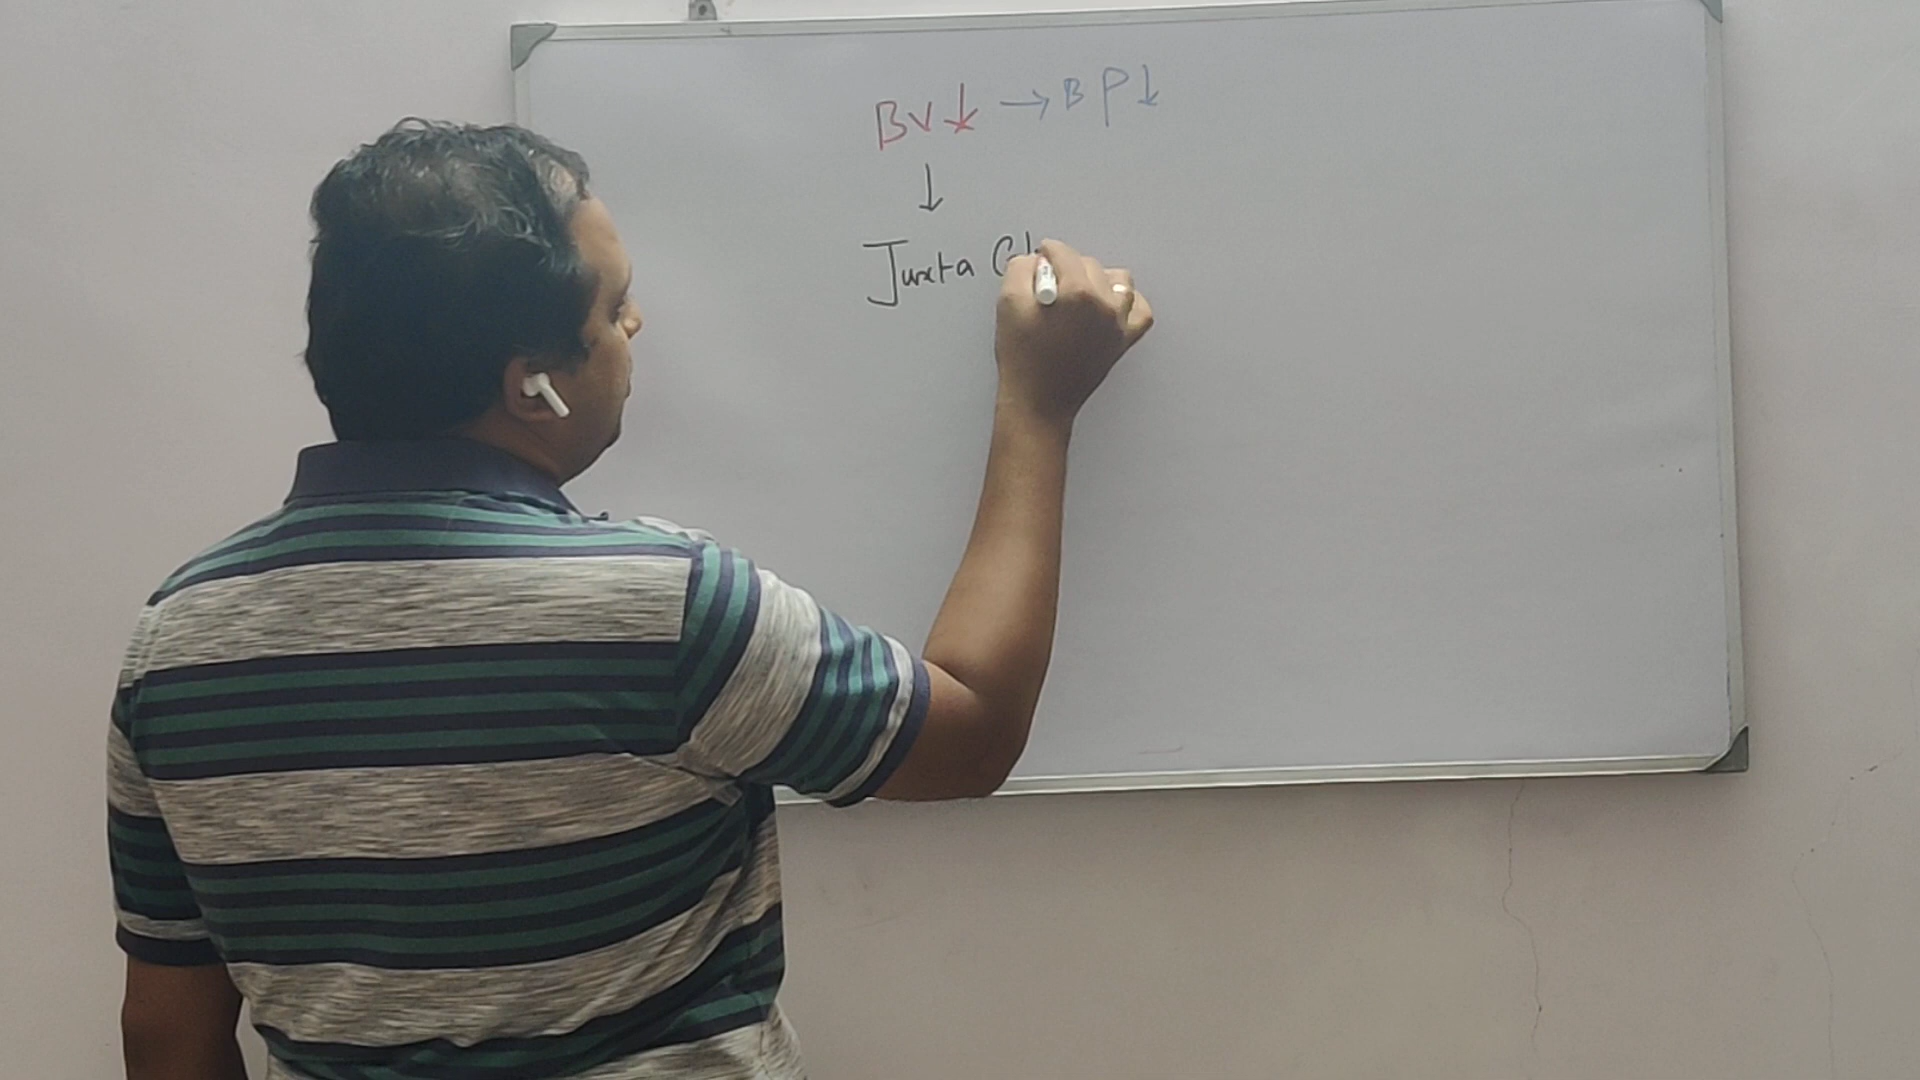 BV↓ → BP↓
↓
Juxta Gl